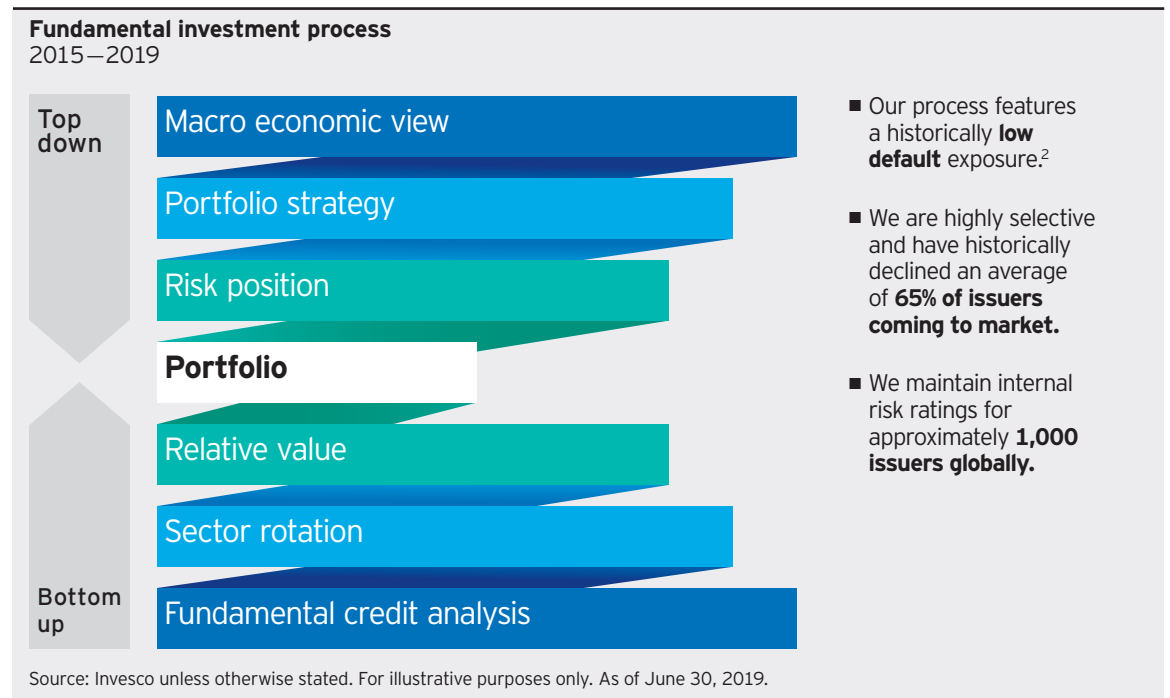 Fundamental investment process
2015—2019
Top
down
Macro economic view
Portfolio strategy
Risk position
Portfolio
Relative value
Sector rotation
Bottom
up
Fundamental credit analysis
■ Our process features
a historically low
default exposure.²
■ We are highly selective
and have historically
declined an average
of 65% of issuers
coming to market.
■ We maintain internal
risk ratings for
approximately 1,000
issuers globally.
Source: Invesco unless otherwise stated. For illustrative purposes only. As of June 30, 2019.